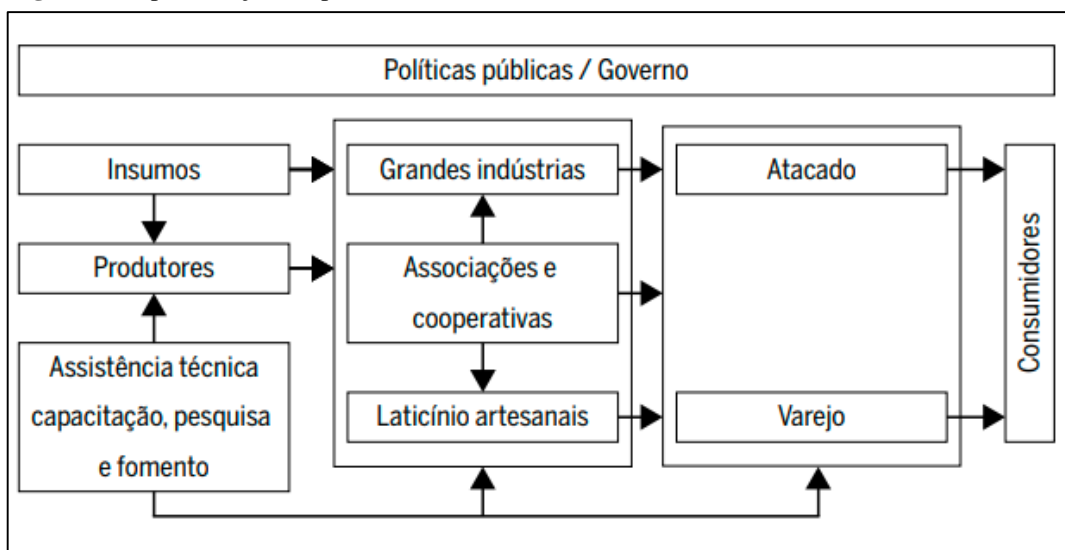 Políticas públicas / Governo
Insumos
Grandes indústrias
Atacado
Produtores
Associações e
cooperativas
Consumidores
Assistência técnica
capacitação, pesquisa
e fomento
Laticínio artesanais
Varejo